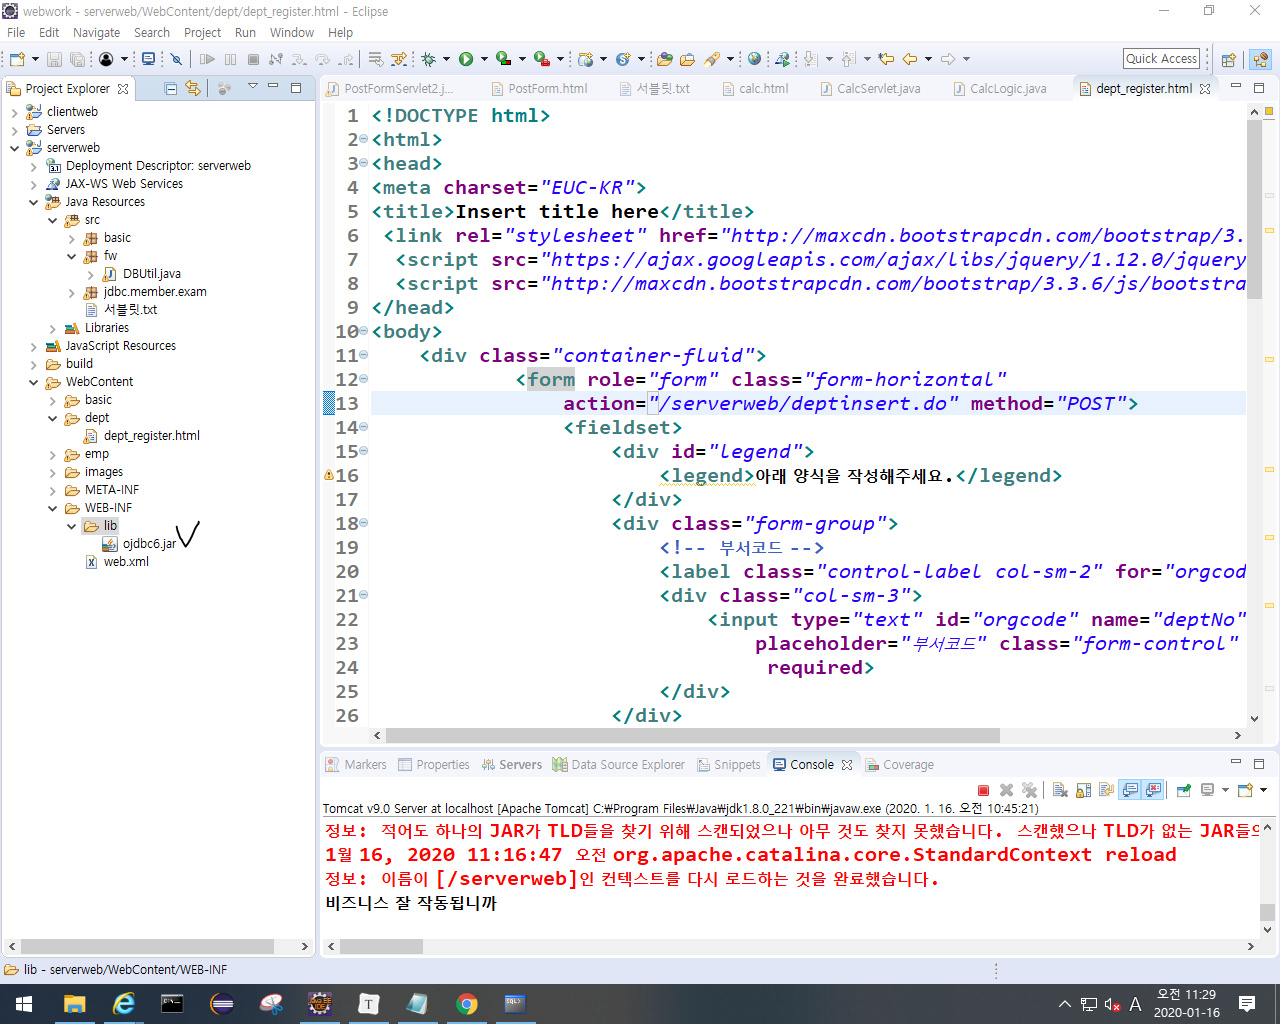 webwork - serverweb/WebContent/dept/dept_register.html - Eclipse
File Edit Navigate Search Project Run Window Help
Quick Access
Project Explorer
clientweb
Servers
serverweb
Deployment Descriptor: serverweb
JAX-WS Web Services
Java Resources
src
basic
fw
DBUtil.java
jdbc.member.exam
서블릿.txt
Libraries
JavaScript Resources
build
WebContent
basic
dept
dept_register.html
emp
images
META-INF
WEB-INF
lib
ojdbc6.jar
web.xml
PostFormServlet2.j... PostForm.html 서블릿.txt calc.html CalcServlet.java CalcLogic.java dept_register.html
1 <!DOCTYPE html>
2 <html>
3 <head>
4 <meta charset="EUC-KR">
5 <title>Insert title here</title>
6 <link rel="stylesheet" href="http://maxcdn.bootstrapcdn.com/bootstrap/3.
7 <script src="https://ajax.googleapis.com/ajax/libs/jquery/1.12.0/jquery
8 <script src="http://maxcdn.bootstrapcdn.com/bootstrap/3.3.6/js/bootstra
9 </head>
10 <body>
11 <div class="container-fluid">
12 <form role="form" class="form-horizontal"
13 action="/serverweb/deptinsert.do" method="POST">
14 <fieldset>
15 <div id="legend">
16 <legend>아래 양식을 작성해주세요.</legend>
17 </div>
18 <div class="form-group">
19 <!-- 부서코드 -->
20 <label class="control-label col-sm-2" for="orgcod
21 <div class="col-sm-3">
22 <input type="text" id="orgcode" name="deptNo"
23 placeholder="부서코드" class="form-control"
24 required>
25 </div>
26 </div>
Markers Properties Servers Data Source Explorer Snippets Console Coverage
Tomcat v9.0 Server at localhost [Apache Tomcat] C:₩Program Files₩Java₩jdk1.8.0_221₩bin₩javaw.exe (2020. 1. 16. 오전 10:45:21)
정보: 적어도 하나의 JAR가 TLD들을 찾기 위해 스캔되었으나 아무 것도 찾지 못했습니다. 스캔했으나 TLD가 없는 JAR들의
1월 16, 2020 11:16:47 오전 org.apache.catalina.core.StandardContext reload
정보: 이름이 [/serverweb]인 컨텍스트를 다시 로드하는 것을 완료했습니다.
비즈니스 잘 작동됩니까
lib - serverweb/WebContent/WEB-INF
A
오전 11:29
2020-01-16